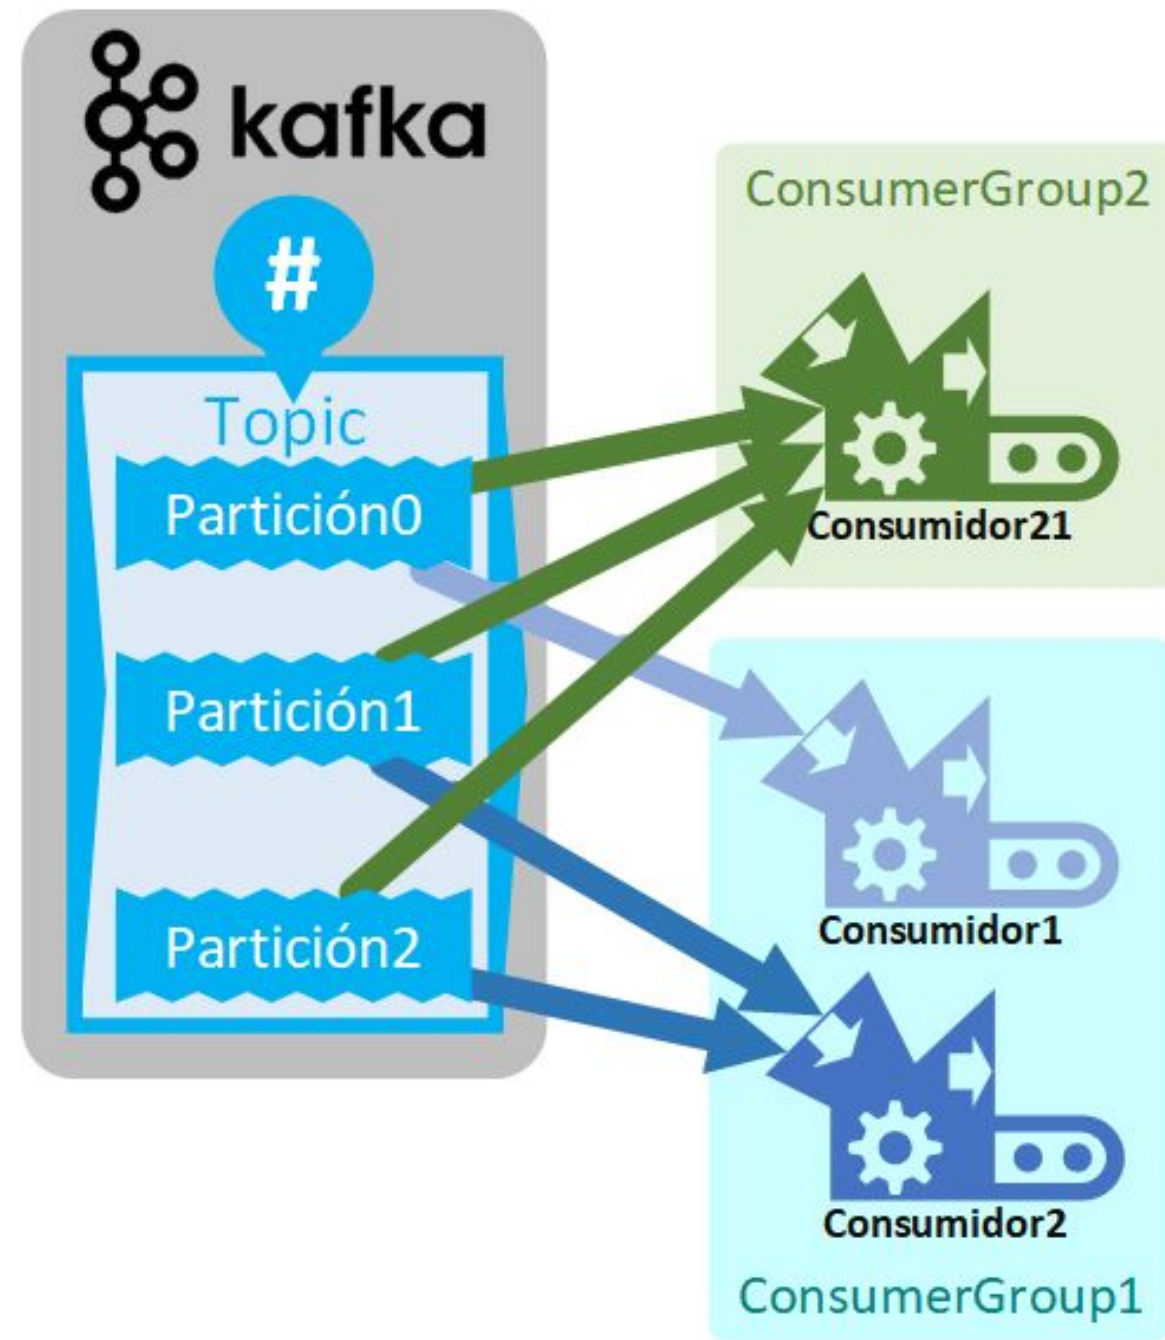 kafka
#
Topic
Partición0
Partición1
Partición2
ConsumerGroup2
Consumidor21
Consumidor1
Consumidor2
ConsumerGroup1